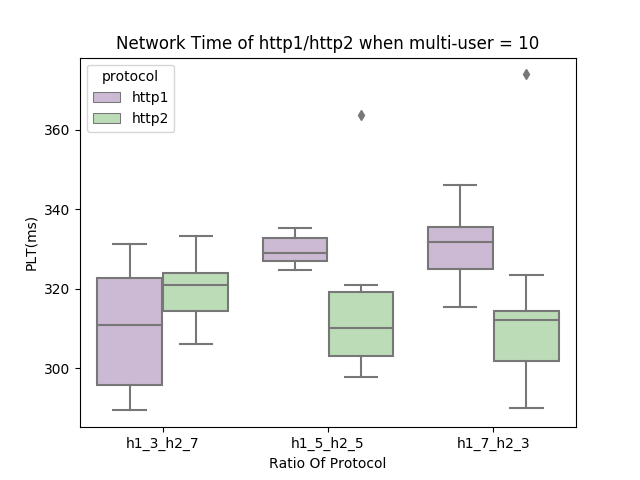 Network Time of http1/http2 when multi-user = 10
protocol
http1
http2
360
340
320
300
PLT(ms)
h1_3_h2_7
h1_5_h2_5
h1_7_h2_3
Ratio Of Protocol